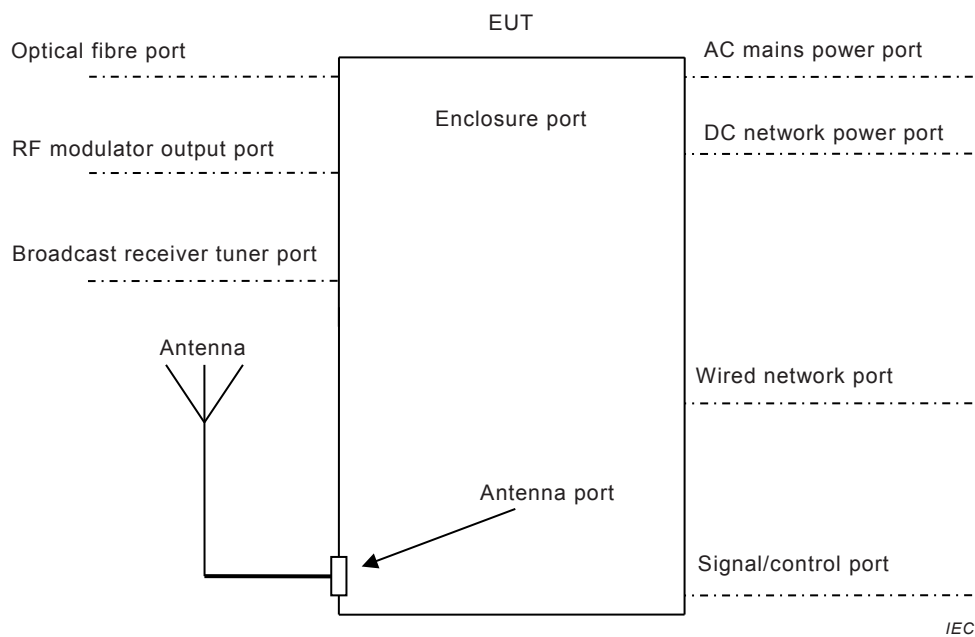 EUT
Optical fibre port
AC mains power port
Enclosure port
DC network power port
RF modulator output port
Broadcast receiver tuner port
Antenna
Wired network port
Antenna port
Signal/control port
IEC